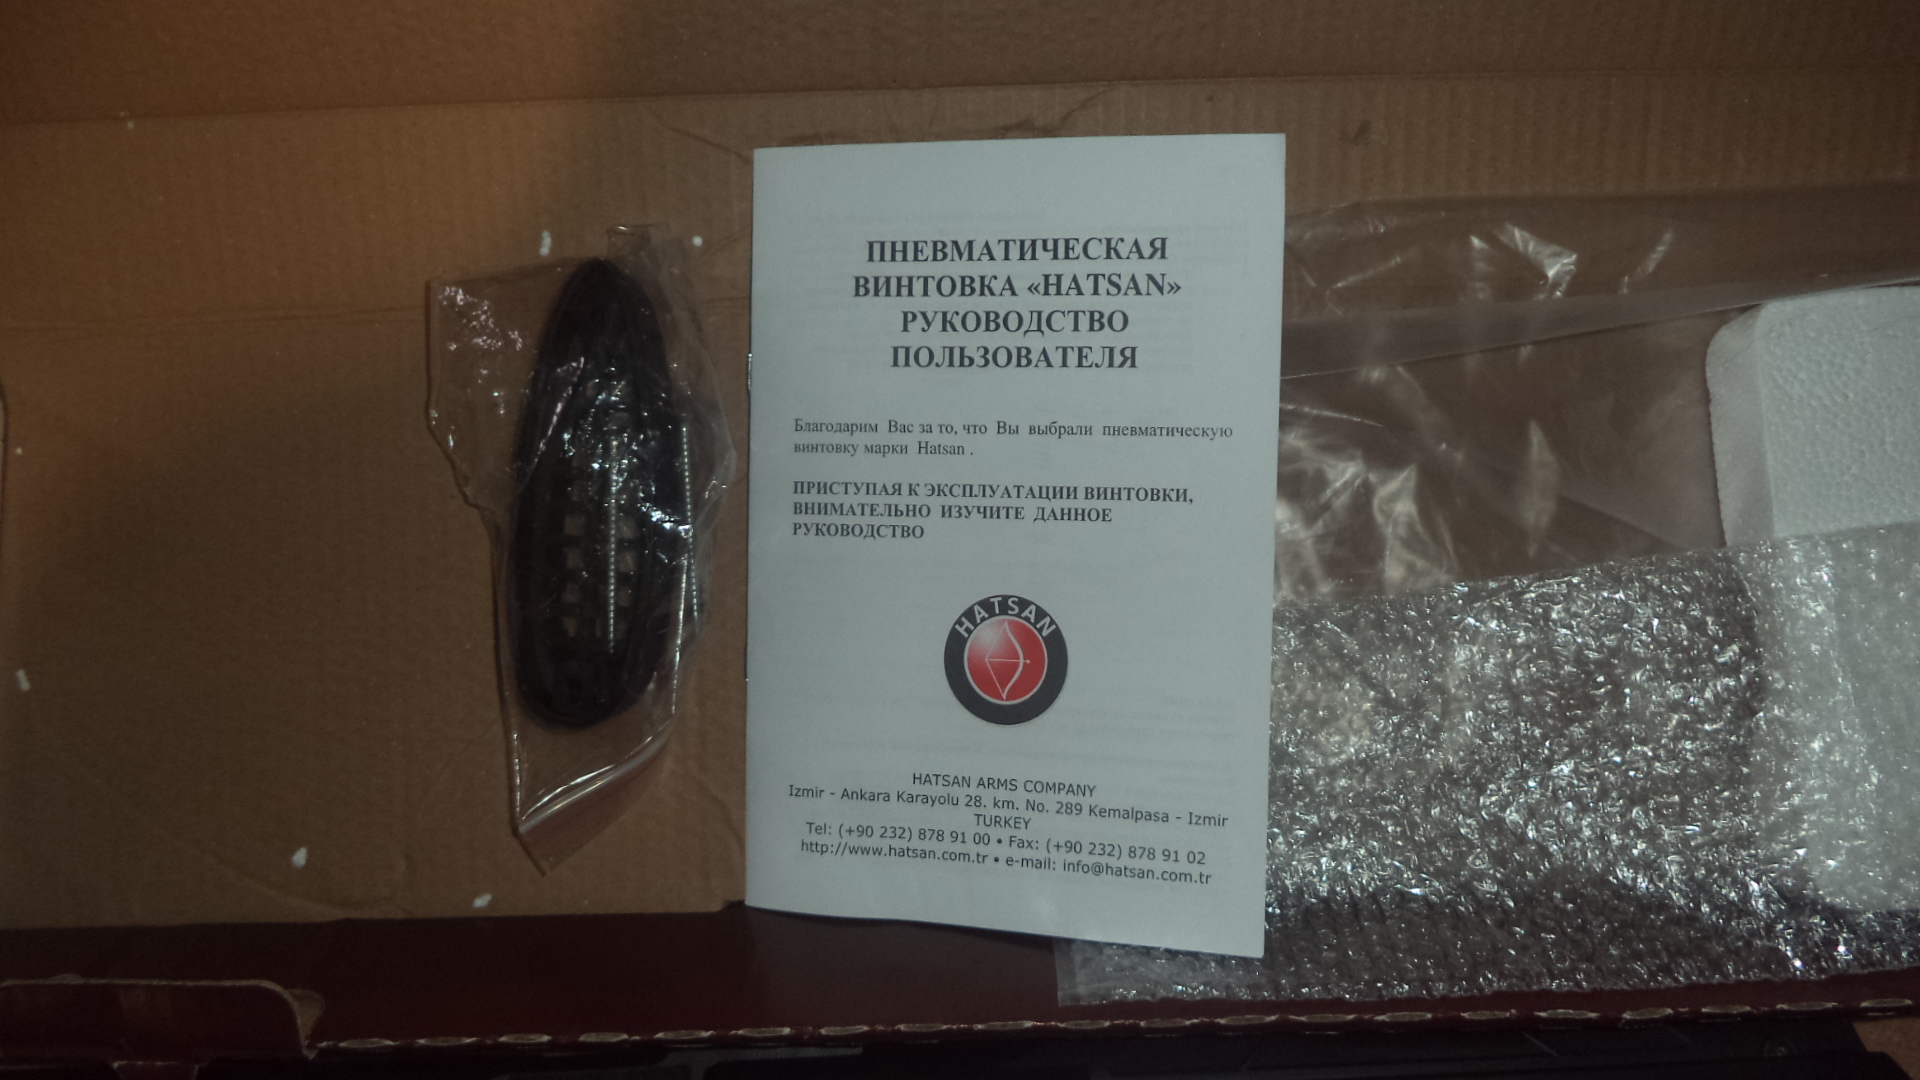 ПНЕВМАТИЧЕСКАЯ
ВИНТОВКА «HATSAN»
РУКОВОДСТВО
ПОЛЬЗОВАТЕЛЯ
Благодарим Вас за то, что Вы выбрали пневматическую
винтовку марки Hatsan .
ПРИСТУПАЯ К ЭКСПЛУАТАЦИИ ВИНТОВКИ,
ВНИМАТЕЛЬНО ИЗУЧИТЕ ДАННОЕ
РУКОВОДСТВО
HATSAN
HATSAN ARMS COMPANY
Izmir - Ankara Karayolu 28. km. No. 289 Kemalpasa - Izmir
TURKEY
Tel: (+90 232) 878 91 00 • Fax: (+90 232) 878 91 02
http://www.hatsan.com.tr • e-mail: info@hatsan.com.tr